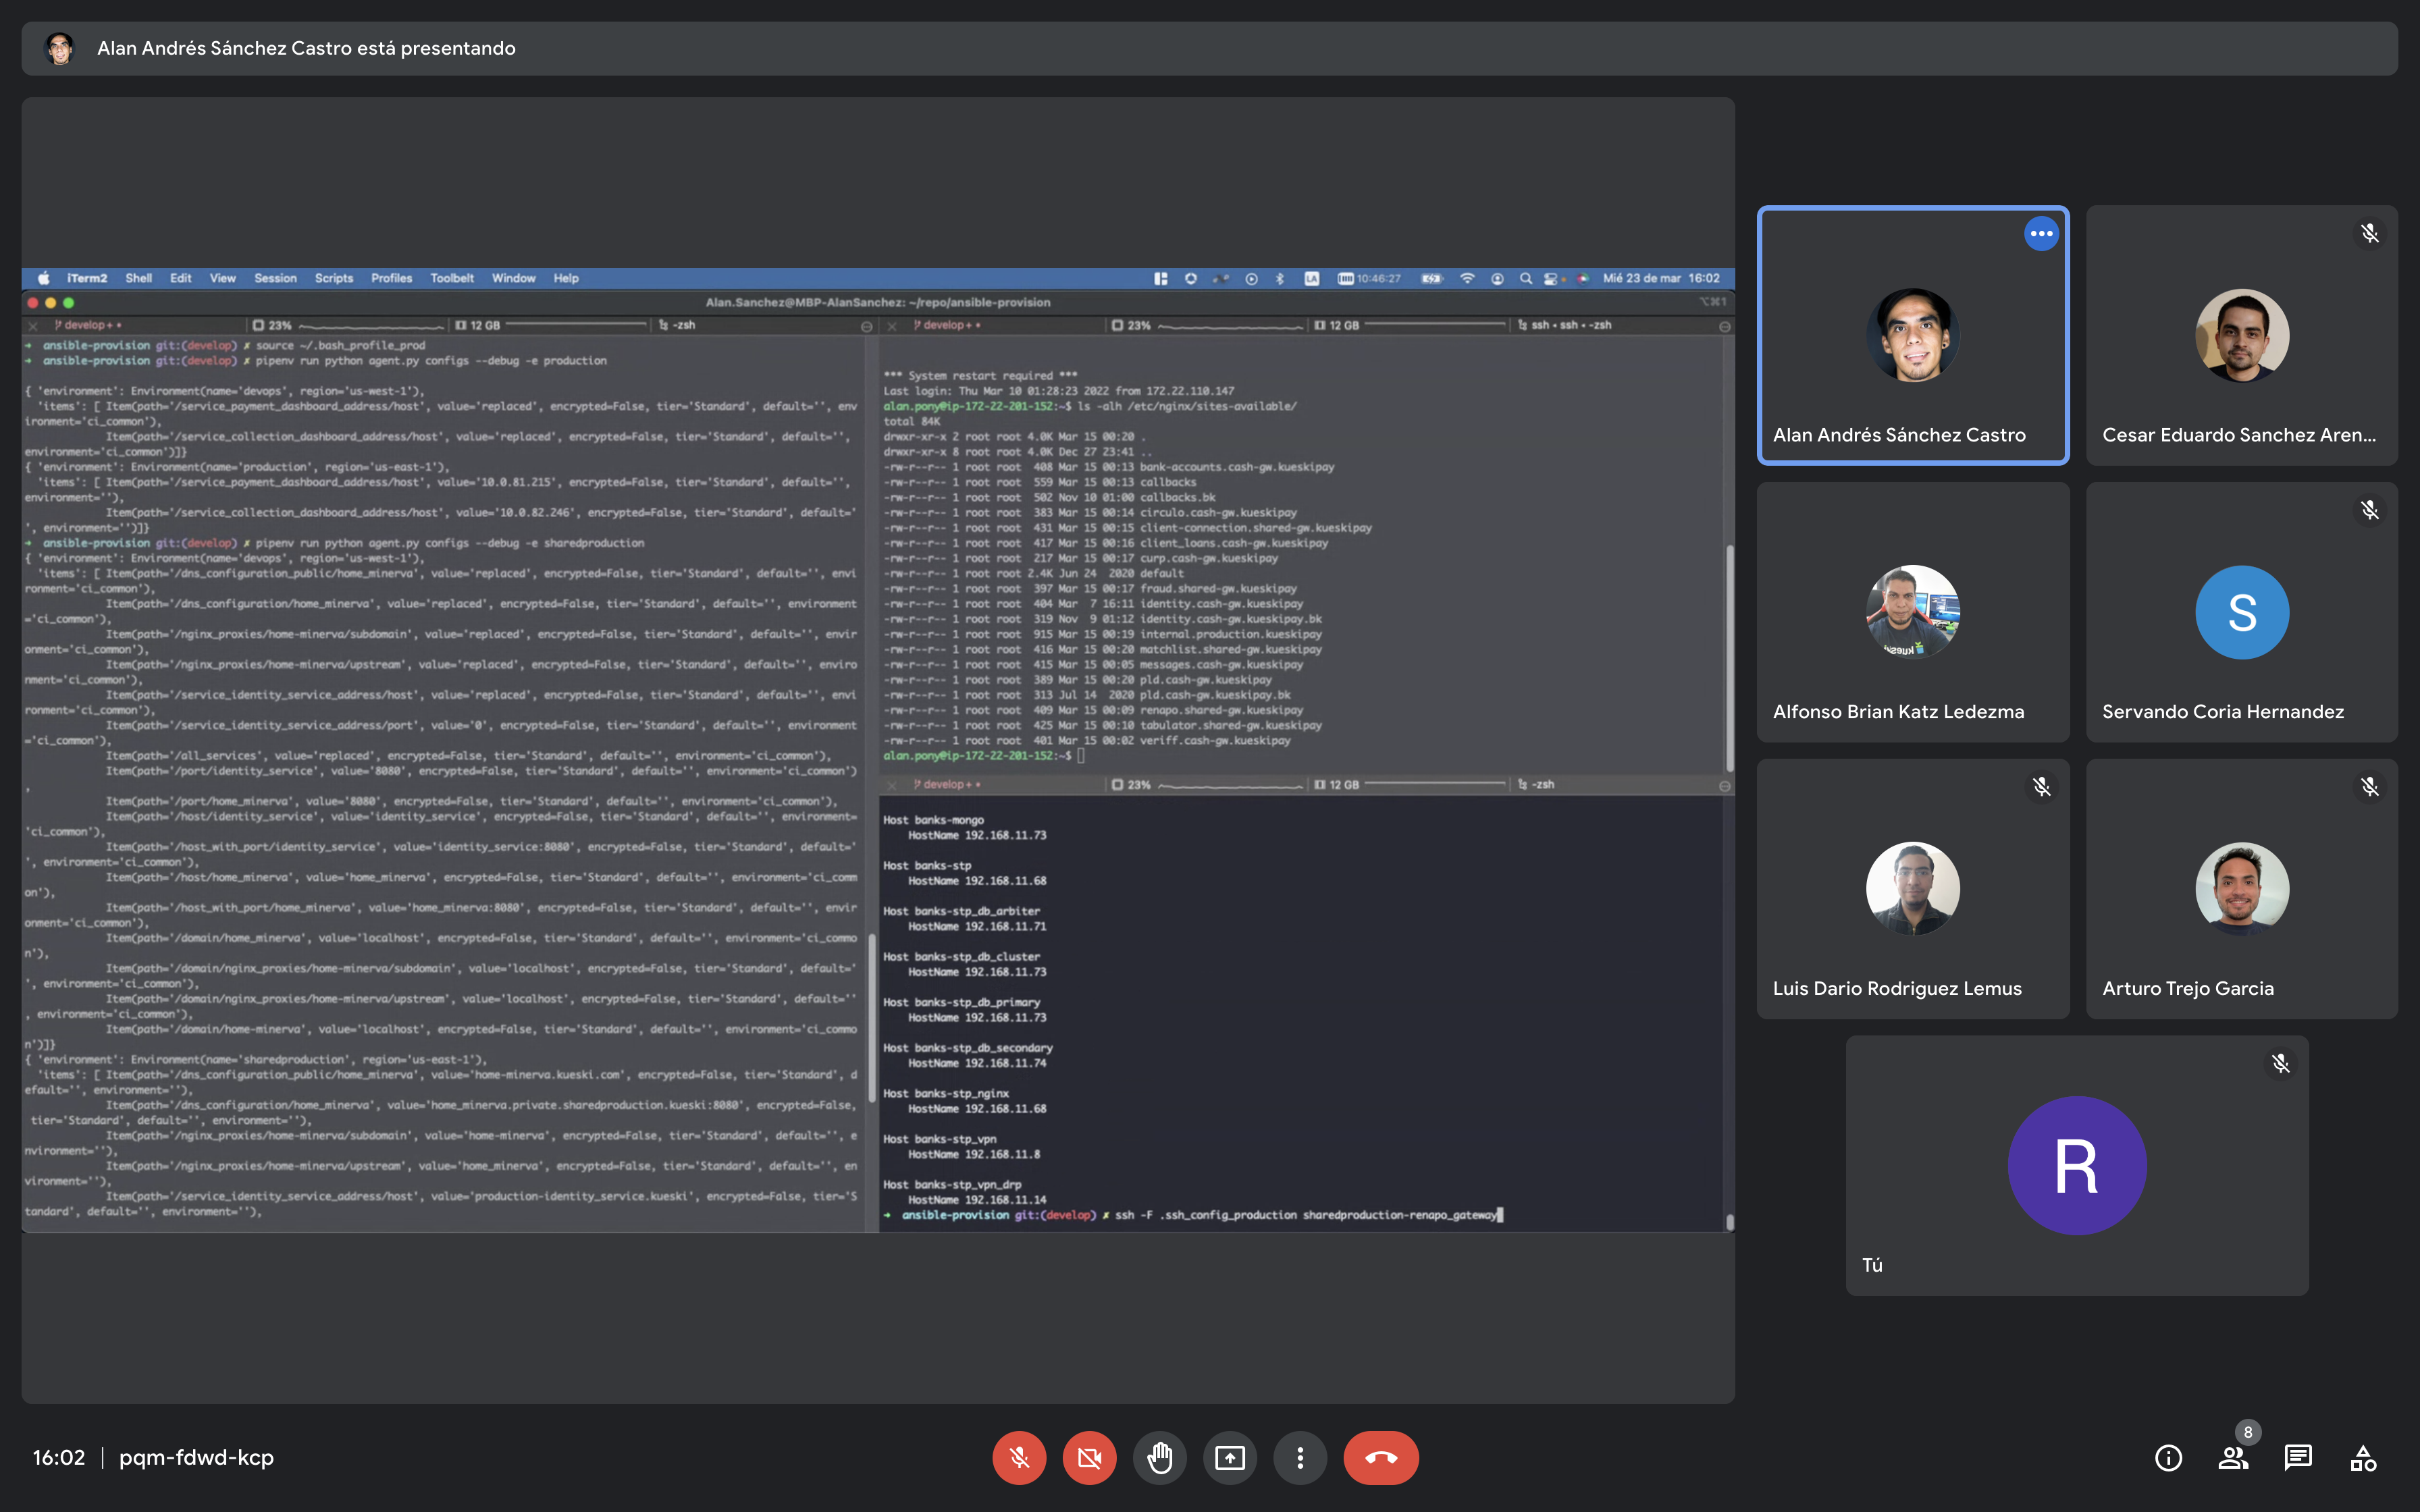 Alan Andrés Sánchez Castro está presentando
iTerm2 Shell Edit View Session Scripts Profiles Toolbelt Window Help
LA 10:46:27 Mié 23 de mar 16:02
Alan.Sanchez@MBP-AlanSanchez: ~/repo/ansible-provision
⌥⌘1
develop+ • 23% 12 GB -zsh
➜ ansible-provision git:(develop) ✗ source ~/.bash_profile_prod
➜ ansible-provision git:(develop) ✗ pipenv run python agent.py configs --debug -e production
{ 'environment': Environment(name='devops', region='us-west-1'),
'items': [ Item(path='/service_payment_dashboard_address/host', value='replaced', encrypted=False, tier='Standard', default='', env
ironment='ci_common'),
Item(path='/service_collection_dashboard_address/host', value='replaced', encrypted=False, tier='Standard', default='',
environment='ci_common')]}
{ 'environment': Environment(name='production', region='us-east-1'),
'items': [ Item(path='/service_payment_dashboard_address/host', value='10.0.81.215', encrypted=False, tier='Standard', default='',
environment=''),
Item(path='/service_collection_dashboard_address/host', value='10.0.82.246', encrypted=False, tier='Standard', default='
', environment='')]}
➜ ansible-provision git:(develop) ✗ pipenv run python agent.py configs --debug -e sharedproduction
{ 'environment': Environment(name='devops', region='us-west-1'),
'items': [ Item(path='/dns_configuration_public/home_minerva', value='replaced', encrypted=False, tier='Standard', default='', envi
ronment='ci_common'),
Item(path='/dns_configuration/home_minerva', value='replaced', encrypted=False, tier='Standard', default='', environment
='ci_common'),
Item(path='/nginx_proxies/home-minerva/subdomain', value='replaced', encrypted=False, tier='Standard', default='', envir
onment='ci_common'),
Item(path='/nginx_proxies/home-minerva/upstream', value='replaced', encrypted=False, tier='Standard', default='', enviro
nment='ci_common'),
Item(path='/service_identity_service_address/host', value='replaced', encrypted=False, tier='Standard', default='', envi
ronment='ci_common'),
Item(path='/service_identity_service_address/port', value='0', encrypted=False, tier='Standard', default='', environment
='ci_common'),
Item(path='/all_services', value='replaced', encrypted=False, tier='Standard', default='', environment='ci_common'),
Item(path='/port/identity_service', value='8080', encrypted=False, tier='Standard', default='', environment='ci_common')
,
Item(path='/port/home_minerva', value='8080', encrypted=False, tier='Standard', default='', environment='ci_common'),
Item(path='/host/identity_service', value='identity_service', encrypted=False, tier='Standard', default='', environment=
'ci_common'),
Item(path='/host_with_port/identity_service', value='identity_service:8080', encrypted=False, tier='Standard', default='
', environment='ci_common'),
Item(path='/host/home_minerva', value='home_minerva', encrypted=False, tier='Standard', default='', environment='ci_comm
on'),
Item(path='/host_with_port/home_minerva', value='home_minerva:8080', encrypted=False, tier='Standard', default='', envir
onment='ci_common'),
Item(path='/domain/home_minerva', value='localhost', encrypted=False, tier='Standard', default='', environment='ci_commo
n'),
Item(path='/domain/nginx_proxies/home-minerva/subdomain', value='localhost', encrypted=False, tier='Standard', default='
', environment='ci_common'),
Item(path='/domain/nginx_proxies/home-minerva/upstream', value='localhost', encrypted=False, tier='Standard', default=''
, environment='ci_common'),
Item(path='/domain/home-minerva', value='localhost', encrypted=False, tier='Standard', default='', environment='ci_commo
n')]}
{ 'environment': Environment(name='sharedproduction', region='us-east-1'),
'items': [ Item(path='/dns_configuration_public/home_minerva', value='home-minerva.kueski.com', encrypted=False, tier='Standard', d
efault='', environment=''),
Item(path='/dns_configuration/home_minerva', value='home_minerva.private.sharedproduction.kueski:8080', encrypted=False,
tier='Standard', default='', environment=''),
Item(path='/nginx_proxies/home-minerva/subdomain', value='home-minerva', encrypted=False, tier='Standard', default='', e
nvironment=''),
Item(path='/nginx_proxies/home-minerva/upstream', value='home_minerva', encrypted=False, tier='Standard', default='', en
vironment=''),
Item(path='/service_identity_service_address/host', value='production-identity_service.kueski', encrypted=False, tier='S
tandard', default='', environment=''),
develop+ • 23% 12 GB ssh • ssh • -zsh
*** System restart required ***
Last login: Thu Mar 10 01:28:23 2022 from 172.22.110.147
alan.pony@ip-172-22-201-152:~$ ls -alh /etc/nginx/sites-available/
total 84K
drwxr-xr-x 2 root root 4.0K Mar 15 00:20 .
drwxr-xr-x 8 root root 4.0K Dec 27 23:41 ..
-rw-r--r-- 1 root root 408 Mar 15 00:13 bank-accounts.cash-gw.kueskipay
-rw-r--r-- 1 root root 559 Mar 15 00:13 callbacks
-rw-r--r-- 1 root root 502 Nov 10 01:00 callbacks.bk
-rw-r--r-- 1 root root 383 Mar 15 00:14 circulo.cash-gw.kueskipay
-rw-r--r-- 1 root root 431 Mar 15 00:15 client-connection.shared-gw.kueskipay
-rw-r--r-- 1 root root 417 Mar 15 00:16 client_loans.cash-gw.kueskipay
-rw-r--r-- 1 root root 217 Mar 15 00:17 curp.cash-gw.kueskipay
-rw-r--r-- 1 root root 2.4K Jun 24 2020 default
-rw-r--r-- 1 root root 397 Mar 15 00:17 fraud.shared-gw.kueskipay
-rw-r--r-- 1 root root 404 Mar 7 16:11 identity.cash-gw.kueskipay
-rw-r--r-- 1 root root 319 Nov 9 01:12 identity.cash-gw.kueskipay.bk
-rw-r--r-- 1 root root 915 Mar 15 00:19 internal.production.kueskipay
-rw-r--r-- 1 root root 416 Mar 15 00:20 matchlist.shared-gw.kueskipay
-rw-r--r-- 1 root root 415 Mar 15 00:05 messages.cash-gw.kueskipay
-rw-r--r-- 1 root root 389 Mar 15 00:20 pld.cash-gw.kueskipay
-rw-r--r-- 1 root root 313 Jul 14 2020 pld.cash-gw.kueskipay.bk
-rw-r--r-- 1 root root 409 Mar 15 00:09 renapo.shared-gw.kueskipay
-rw-r--r-- 1 root root 425 Mar 15 00:10 tabulator.shared-gw.kueskipay
-rw-r--r-- 1 root root 401 Mar 15 00:02 veriff.cash-gw.kueskipay
alan.pony@ip-172-22-201-152:~$
develop+ • 23% 12 GB -zsh
Host banks-mongo
HostName 192.168.11.73
Host banks-stp
HostName 192.168.11.68
Host banks-stp_db_arbiter
HostName 192.168.11.71
Host banks-stp_db_cluster
HostName 192.168.11.73
Host banks-stp_db_primary
HostName 192.168.11.73
Host banks-stp_db_secondary
HostName 192.168.11.74
Host banks-stp_nginx
HostName 192.168.11.68
Host banks-stp_vpn
HostName 192.168.11.8
Host banks-stp_vpn_drp
HostName 192.168.11.14
➜ ansible-provision git:(develop) ✗ ssh -F .ssh_config_production sharedproduction-renapo_gateway
Alan Andrés Sánchez Castro
Cesar Eduardo Sanchez Aren...
Alfonso Brian Katz Ledezma
S
Servando Coria Hernandez
Luis Dario Rodriguez Lemus
Arturo Trejo Garcia
R
Tú
16:02 | pqm-fdwd-kcp
8